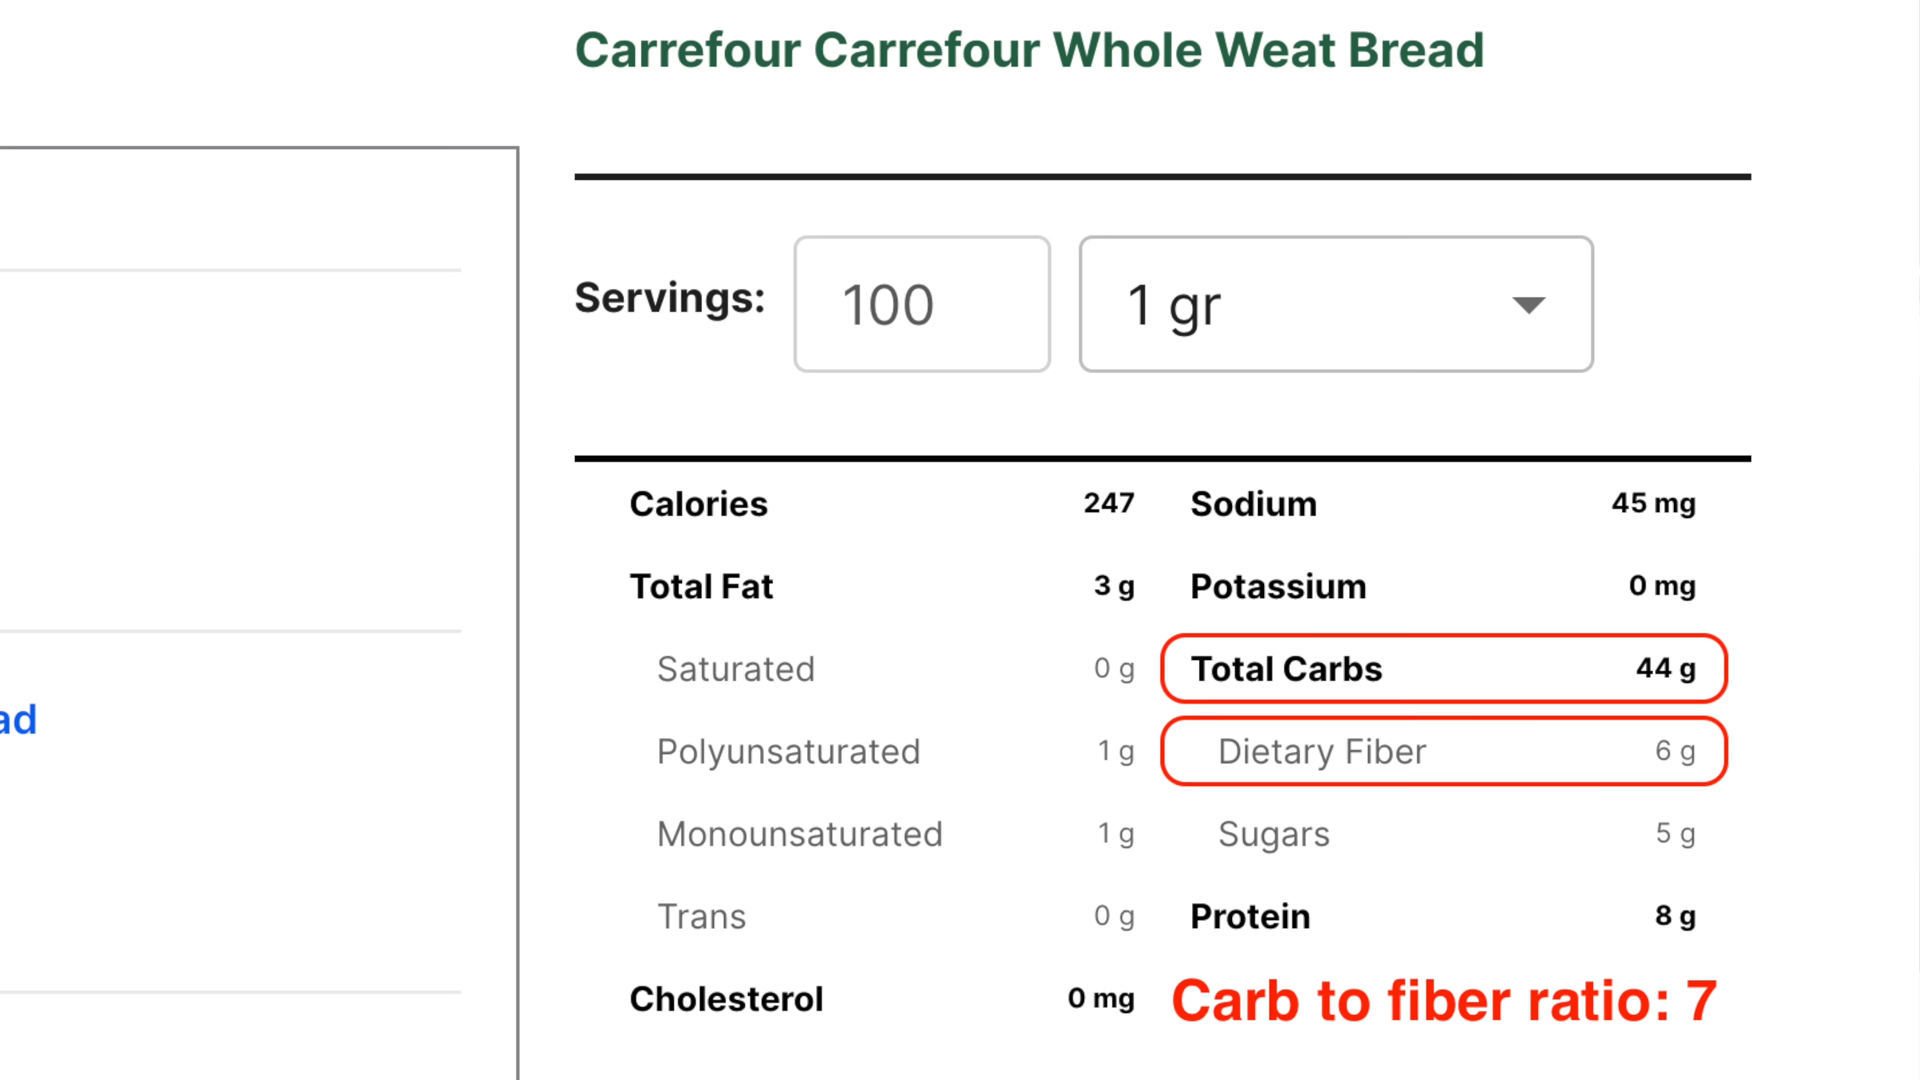 Carrefour Carrefour Whole Weat Bread
Servings: 100 1 gr
Calories 247 Sodium 45 mg
Total Fat 3 g Potassium 0 mg
Saturated 0 g Total Carbs 44 g
ad
Polyunsaturated 1 g Dietary Fiber 6 g
Monounsaturated 1 g Sugars 5 g
Trans 0 g Protein 8 g
Cholesterol 0 mg Carb to fiber ratio: 7